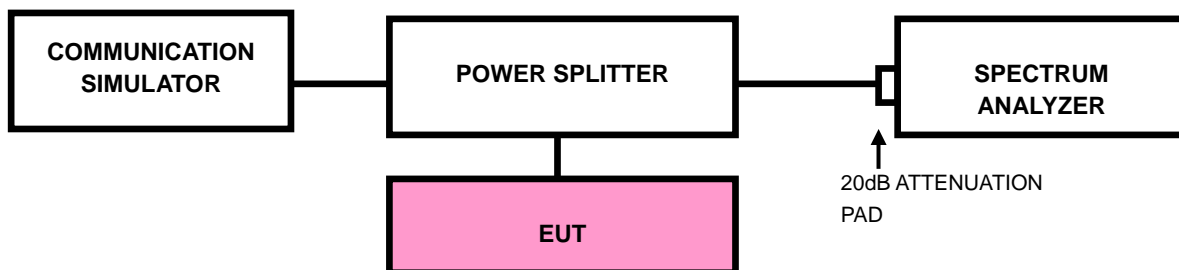 COMMUNICATION
SIMULATOR
POWER SPLITTER
SPECTRUM
ANALYZER
20dB ATTENUATION
PAD
EUT